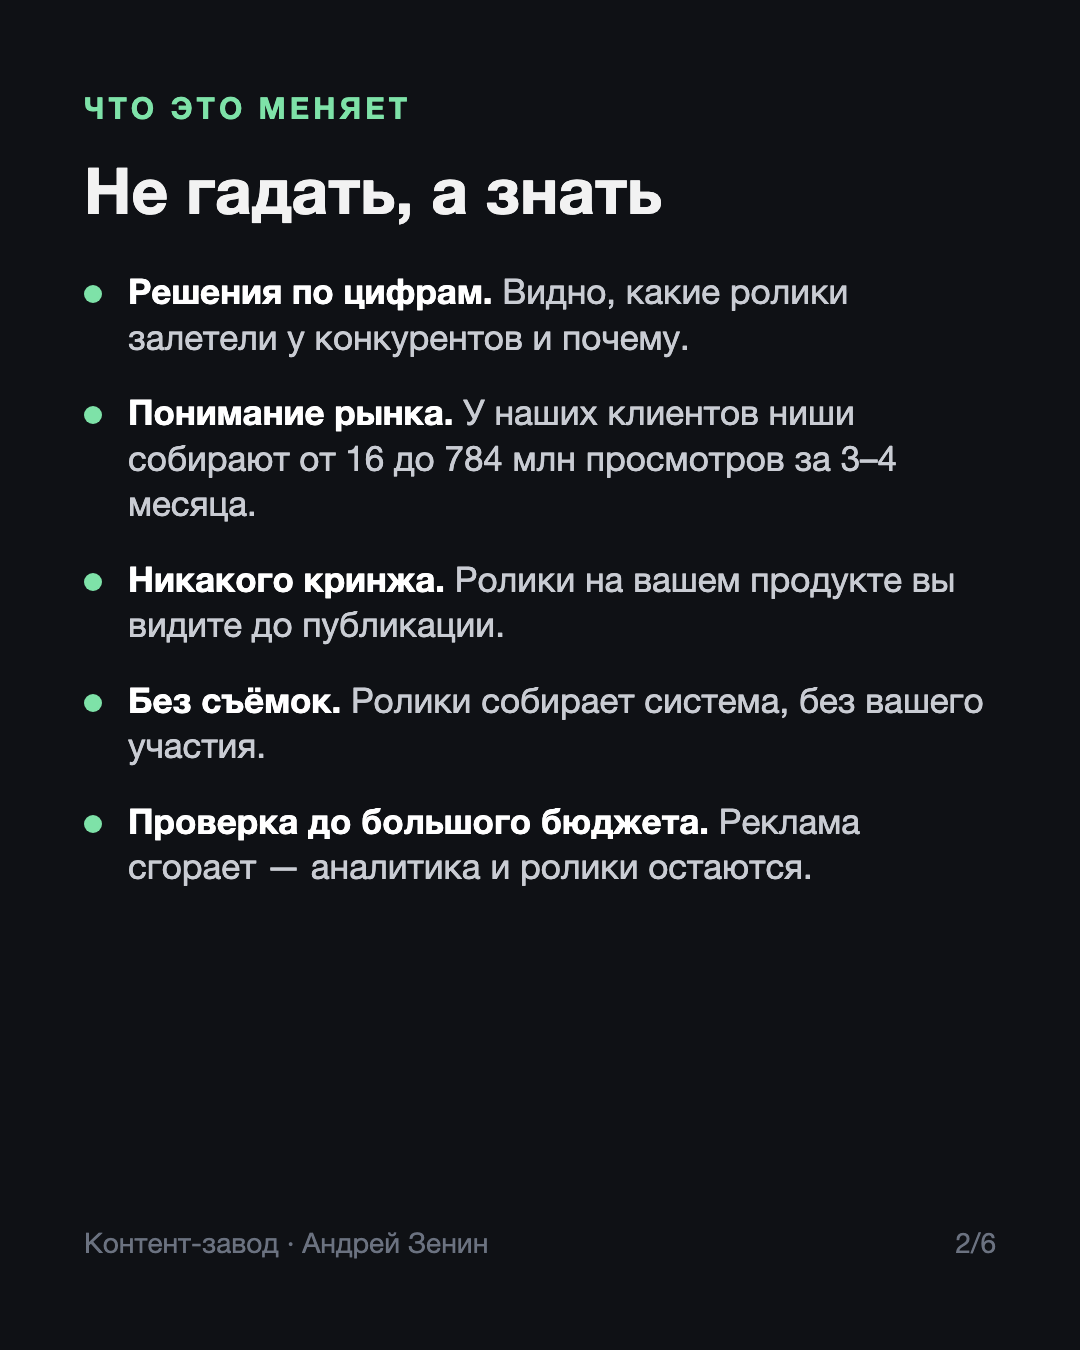 ЧТО ЭТО МЕНЯЕТ
Не гадать, а знать
Решения по цифрам. Видно, какие ролики
залетели у конкурентов и почему.
Понимание рынка. У наших клиентов ниши
собирают от 16 до 784 млн просмотров за 3–4
месяца.
Никакого кринжа. Ролики на вашем продукте вы
видите до публикации.
Без съёмок. Ролики собирает система, без вашего
участия.
Проверка до большого бюджета. Реклама
сгорает — аналитика и ролики остаются.
Контент-завод · Андрей Зенин
2/6